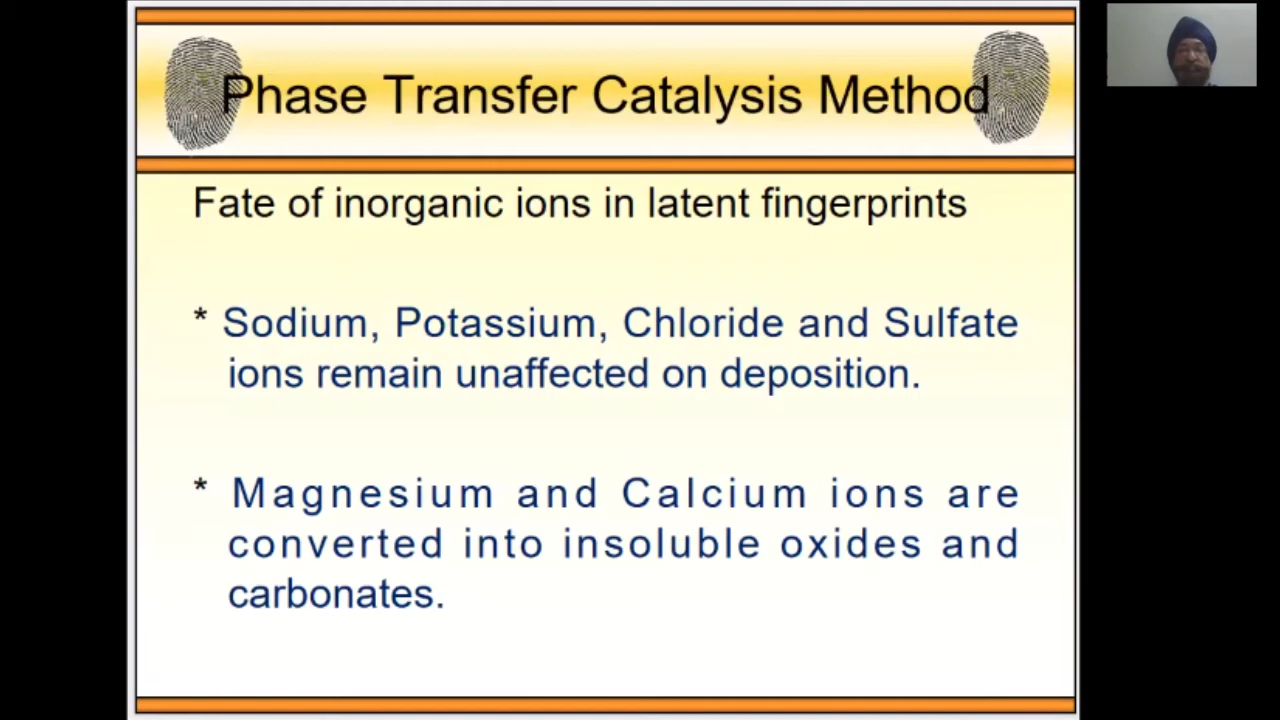 Phase Transfer Catalysis Method
Fate of inorganic ions in latent fingerprints
* Sodium, Potassium, Chloride and Sulfate
ions remain unaffected on deposition.
* Magnesium and Calcium ions are
converted into insoluble oxides and
carbonates.